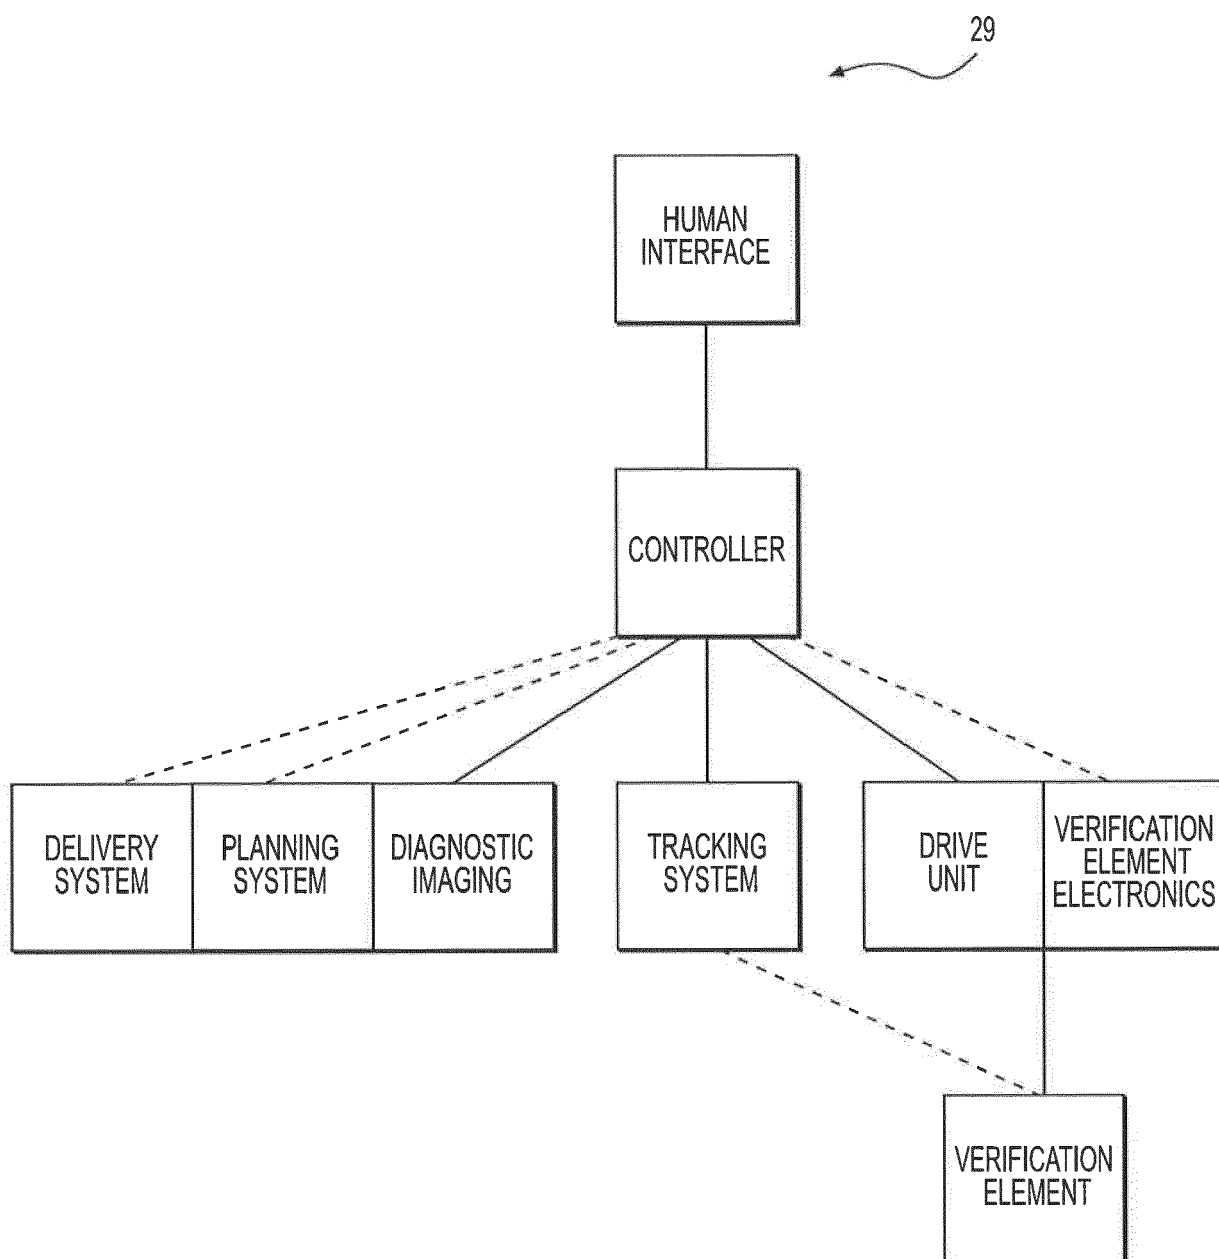 29
HUMAN
INTERFACE
CONTROLLER
DELIVERY
SYSTEM
PLANNING
SYSTEM
DIAGNOSTIC
IMAGING
TRACKING
SYSTEM
DRIVE
UNIT
VERIFICATION
ELEMENT
ELECTRONICS
VERIFICATION
ELEMENT